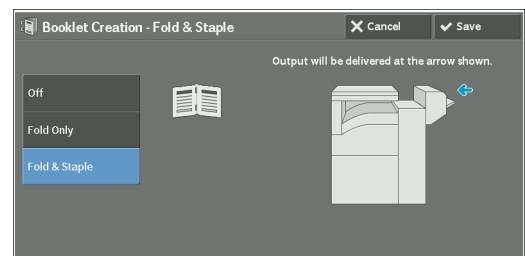 Booklet Creation - Fold & Staple
Cancel
Save
Output will be delivered at the arrow shown.
Off
Fold Only
Fold & Staple